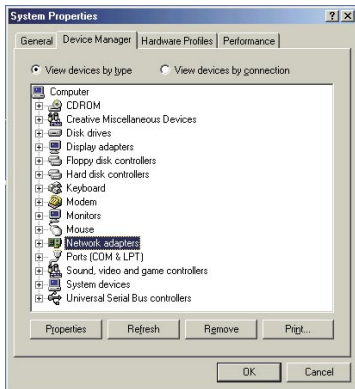 System Properties
General Device Manager Hardware Profiles Performance
View devices by type View devices by connection
Computer
CDROM
Creative Miscellaneous Devices
Disk drives
Display adapters
Floppy disk controllers
Hard disk controllers
Keyboard
Modem
Monitors
Mouse
Network adapters
Ports (COM & LPT)
Sound, video and game controllers
System devices
Universal Serial Bus controllers
Properties Refresh Remove Print...
OK Cancel